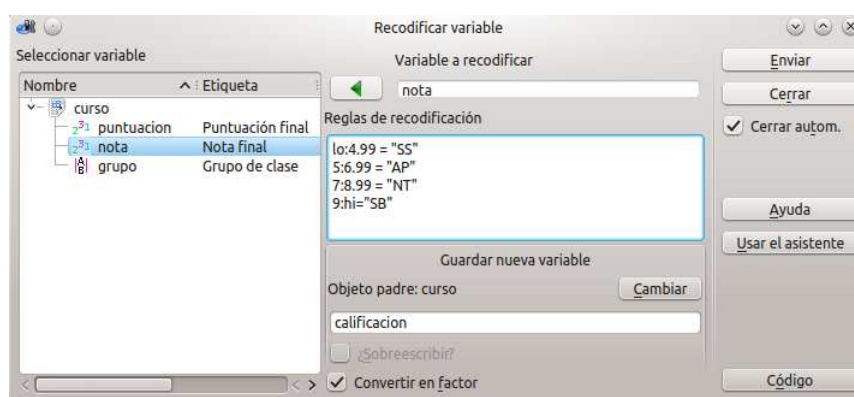 Recodificar variable
Seleccionar variable
Nombre
Etiqueta
curso
puntuacion Puntuación final
nota Nota final
grupo Grupo de clase
Variable a recodificar
nota
Reglas de recodificación
lo:4.99 = "SS"
5:6.99 = "AP"
7:8.99 = "NT"
9:hi="SB"
Guardar nueva variable
Objeto padre: curso
Cambiar
calificacion
¿Sobreescribir?
Convertir en factor
Enviar
Cerrar
Cerrar autom.
Ayuda
Usar el asistente
Código